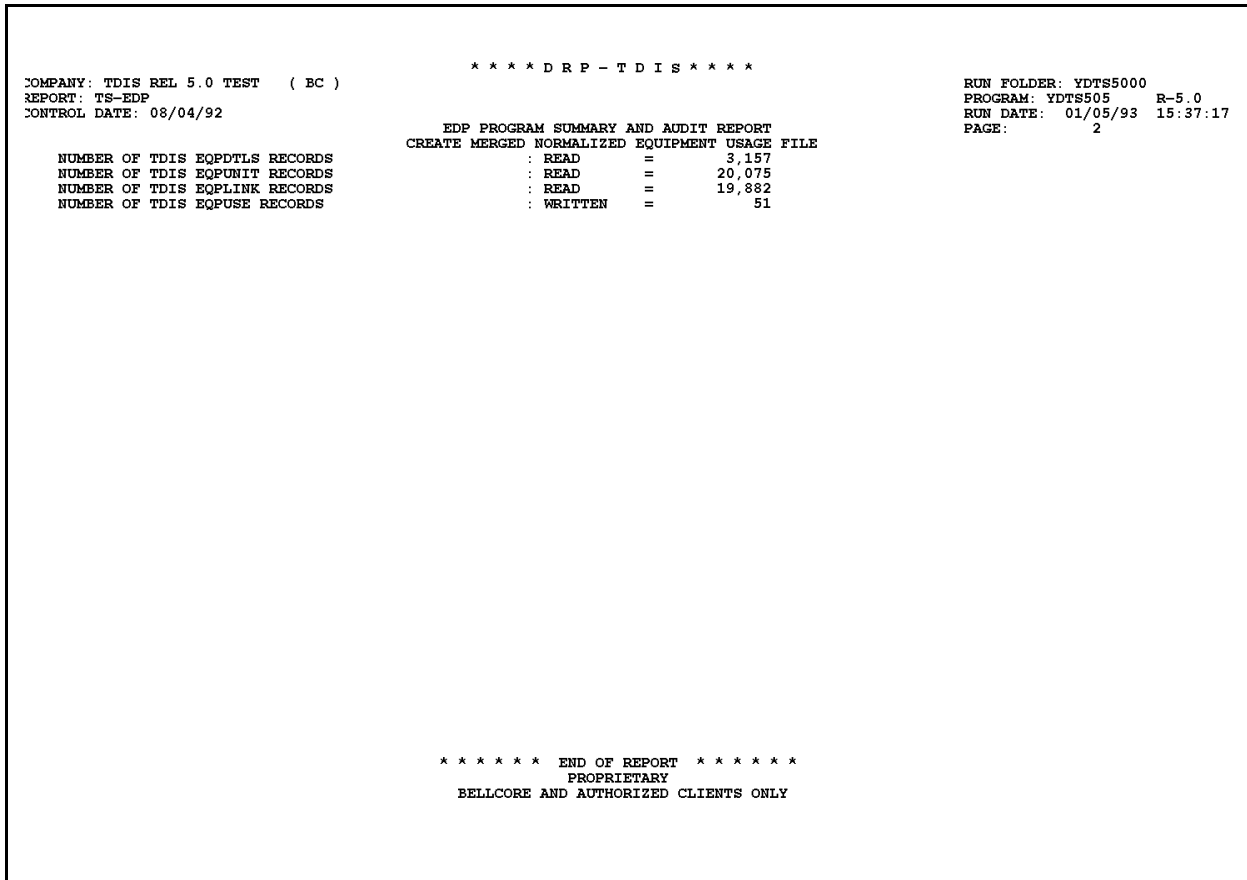 * * * * D R P - T D I S * * * *
COMPANY: TDIS REL 5.0 TEST ( BC ) RUN FOLDER: YDTS5000
REPORT: TS-EDP PROGRAM: YDTS505 R-5.0
CONTROL DATE: 08/04/92 RUN DATE: 01/05/93 15:37:17
EDP PROGRAM SUMMARY AND AUDIT REPORT PAGE: 2
CREATE MERGED NORMALIZED EQUIPMENT USAGE FILE
NUMBER OF TDIS EQPDTLS RECORDS : READ = 3,157
NUMBER OF TDIS EQPUNIT RECORDS : READ = 20,075
NUMBER OF TDIS EQPLINK RECORDS : READ = 19,882
NUMBER OF TDIS EQPUSE RECORDS : WRITTEN = 51
* * * * * * END OF REPORT * * * * * *
PROPRIETARY
BELLCORE AND AUTHORIZED CLIENTS ONLY